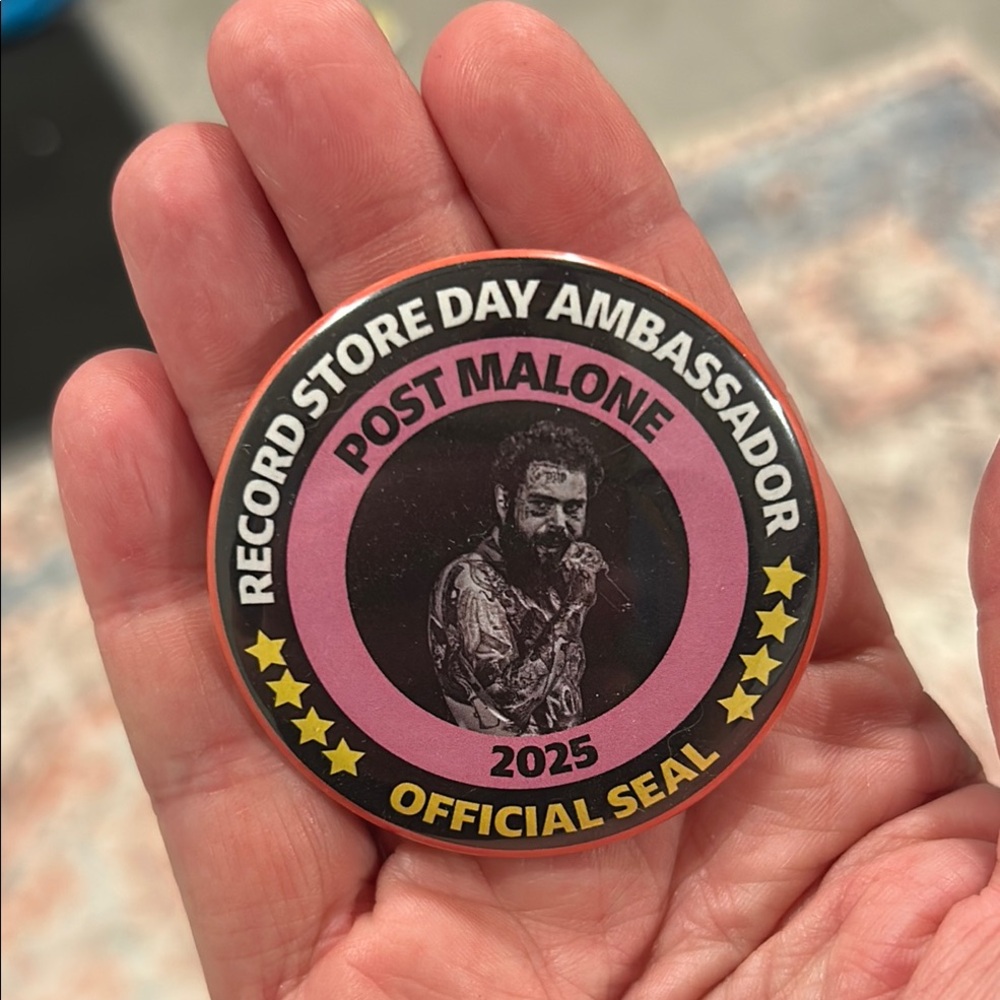 RECORD STORE DAY AMBASSADOR
POST MALONE
2025
OFFICIAL SEAL